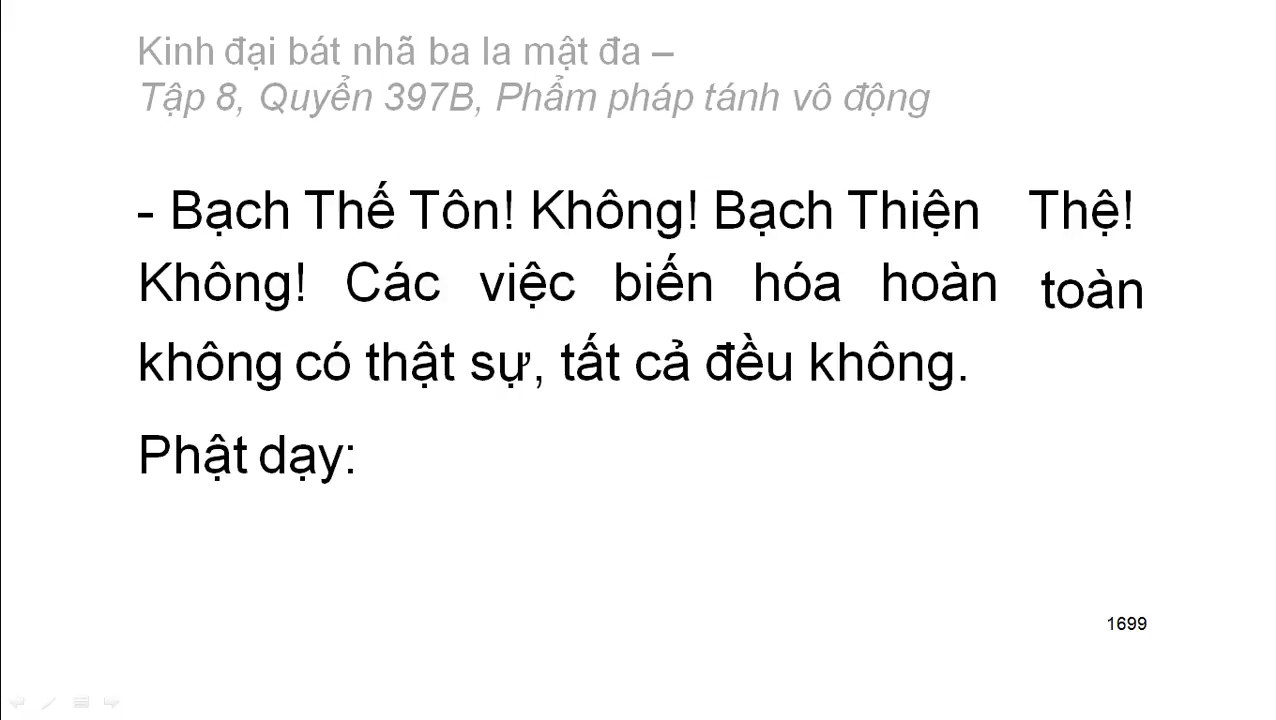 Kinh đại bát nhã ba la mật đa –
Tập 8, Quyển 397B, Phẩm pháp tánh vô động
- Bạch Thế Tôn! Không! Bạch Thiện Thệ!
Không! Các việc biến hóa hoàn toàn
không có thật sự, tất cả đều không.
Phật dạy:
1699